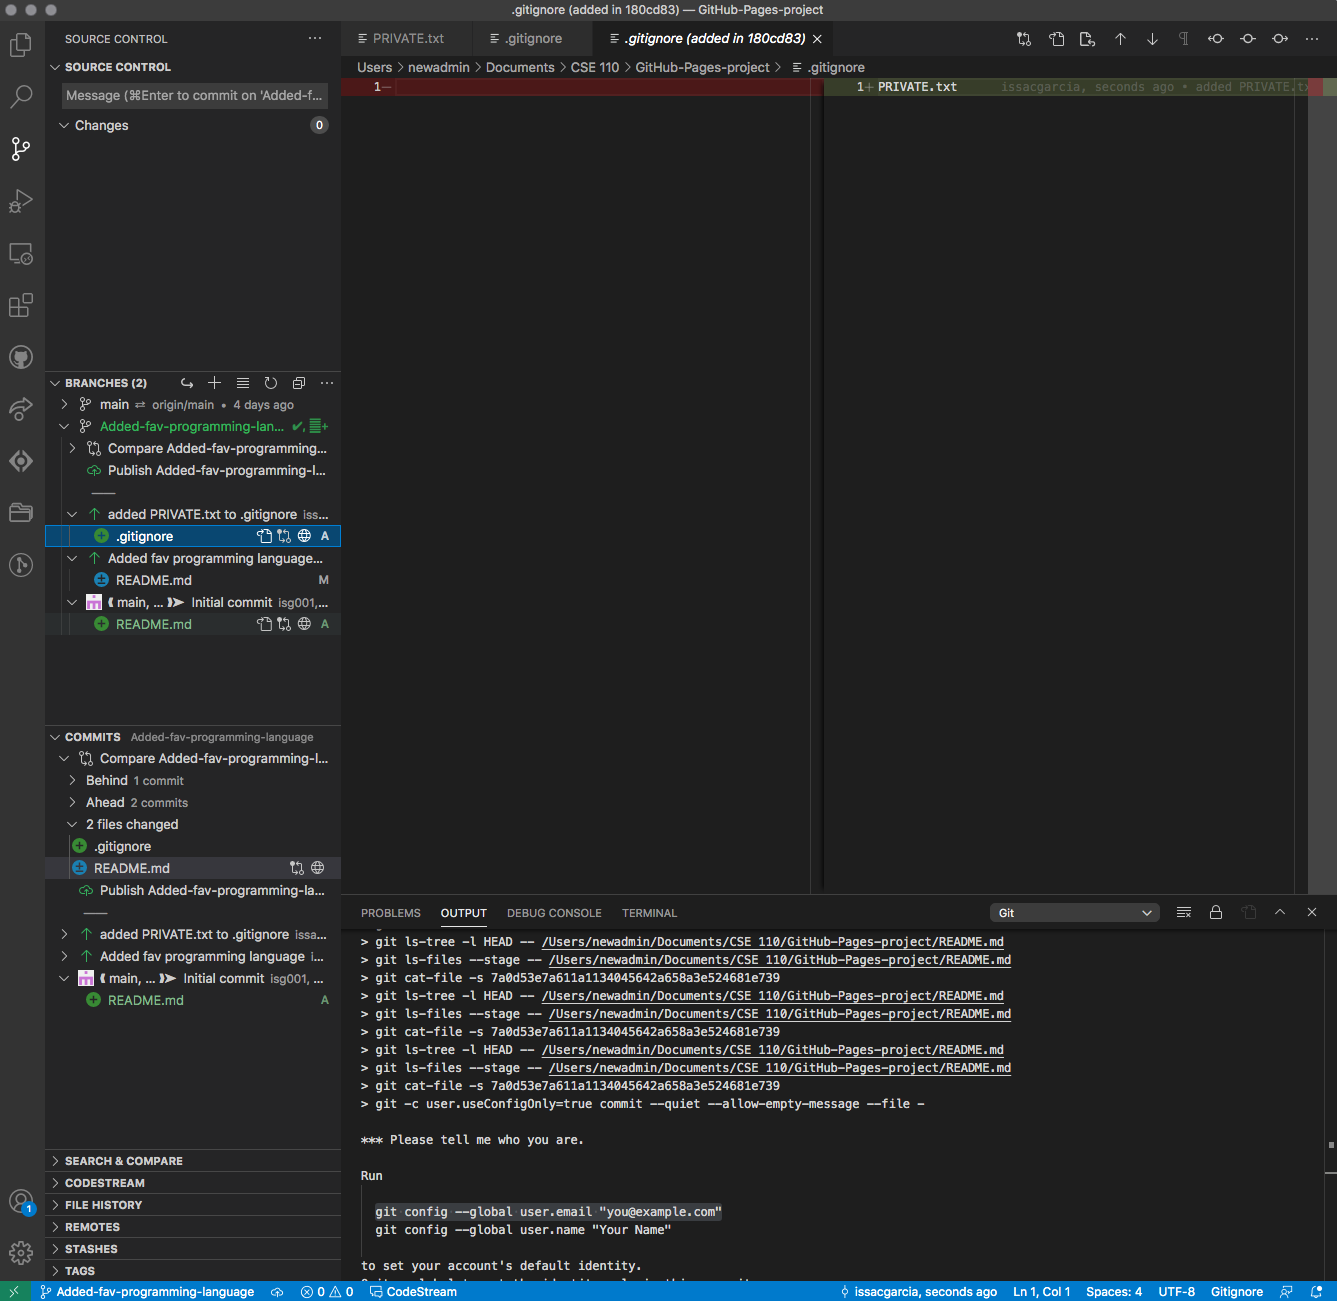 .gitignore (added in 180cd83) — GitHub-Pages-project
SOURCE CONTROL
SOURCE CONTROL
Message (⌘Enter to commit on 'Added-f...
Changes
0
BRANCHES (2)
main ⇄ origin/main • 4 days ago
Added-fav-programming-lan... ✓,
Compare Added-fav-programming...
Publish Added-fav-programming-l...
added PRIVATE.txt to .gitignore iss...
.gitignore A
Added fav programming language...
README.md M
main, ... Initial commit isg001,...
README.md A
COMMITS Added-fav-programming-language
Compare Added-fav-programming-l...
Behind 1 commit
Ahead 2 commits
2 files changed
.gitignore
README.md
Publish Added-fav-programming-la...
added PRIVATE.txt to .gitignore issa...
Added fav programming language i...
main, ... Initial commit isg001, ...
README.md A
SEARCH & COMPARE
CODESTREAM
FILE HISTORY
REMOTES
STASHES
TAGS
1
PRIVATE.txt
.gitignore
.gitignore (added in 180cd83)
Users > newadmin > Documents > CSE 110 > GitHub-Pages-project > .gitignore
1−
1+ PRIVATE.txt issacgarcia, seconds ago • added PRIVATE.tx
PROBLEMS OUTPUT DEBUG CONSOLE TERMINAL
Git
> git ls-tree -l HEAD -- /Users/newadmin/Documents/CSE 110/GitHub-Pages-project/README.md
> git ls-files --stage -- /Users/newadmin/Documents/CSE 110/GitHub-Pages-project/README.md
> git cat-file -s 7a0d53e7a611a1134045642a658a3e524681e739
> git ls-tree -l HEAD -- /Users/newadmin/Documents/CSE 110/GitHub-Pages-project/README.md
> git ls-files --stage -- /Users/newadmin/Documents/CSE 110/GitHub-Pages-project/README.md
> git cat-file -s 7a0d53e7a611a1134045642a658a3e524681e739
> git ls-tree -l HEAD -- /Users/newadmin/Documents/CSE 110/GitHub-Pages-project/README.md
> git ls-files --stage -- /Users/newadmin/Documents/CSE 110/GitHub-Pages-project/README.md
> git cat-file -s 7a0d53e7a611a1134045642a658a3e524681e739
> git -c user.useConfigOnly=true commit --quiet --allow-empty-message --file -
*** Please tell me who you are.
Run
git config --global user.email "you@example.com"
git config --global user.name "Your Name"
to set your account's default identity.
Added-fav-programming-language
0 0
CodeStream
issacgarcia, seconds ago
Ln 1, Col 1
Spaces: 4
UTF-8
Gitignore